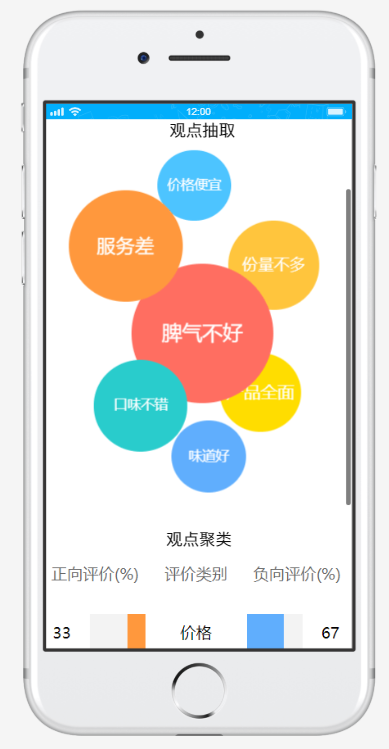 12:00
观点抽取
价格便宜
服务差
份量不多
脾气不好
品全面
口味不错
味道好
观点聚类
正向评价(%) 评价类别 负向评价(%)
33 价格 67